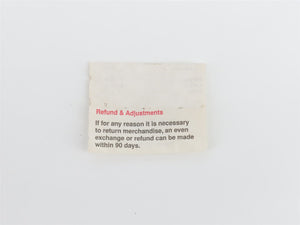 Refund & Adjustments
If for any reason it is necessary
to return merchandise, an even
exchange or refund can be made
within 90 days.